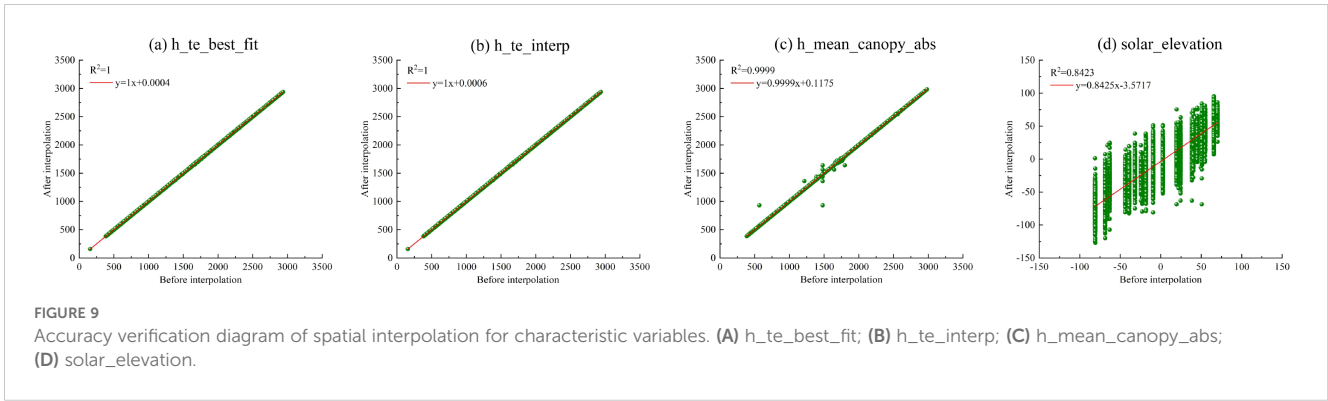 (a) h_te_best_fit
R²=1
y=1x+0.0004
After interpolation
3500
3000
2500
2000
1500
1000
500
0
0 500 1000 1500 2000 2500 3000 3500
Before interpolation
(b) h_te_interp
R²=1
y=1x+0.0006
After interpolation
3500
3000
2500
2000
1500
1000
500
0
0 500 1000 1500 2000 2500 3000 3500
Before interpolation
(c) h_mean_canopy_abs
R²=0.9999
y=0.9999x+0.1175
After interpolation
3500
3000
2500
2000
1500
1000
500
0
0 500 1000 1500 2000 2500 3000 3500
Before interpolation
(d) solar_elevation
R²=0.8423
y=0.8425x-3.5717
After interpolation
150
100
50
0
-50
-100
-150
-150 -100 -50 0 50 100 150
Before interpolation
FIGURE 9
Accuracy verification diagram of spatial interpolation for characteristic variables. (A) h_te_best_fit; (B) h_te_interp; (C) h_mean_canopy_abs;
(D) solar_elevation.